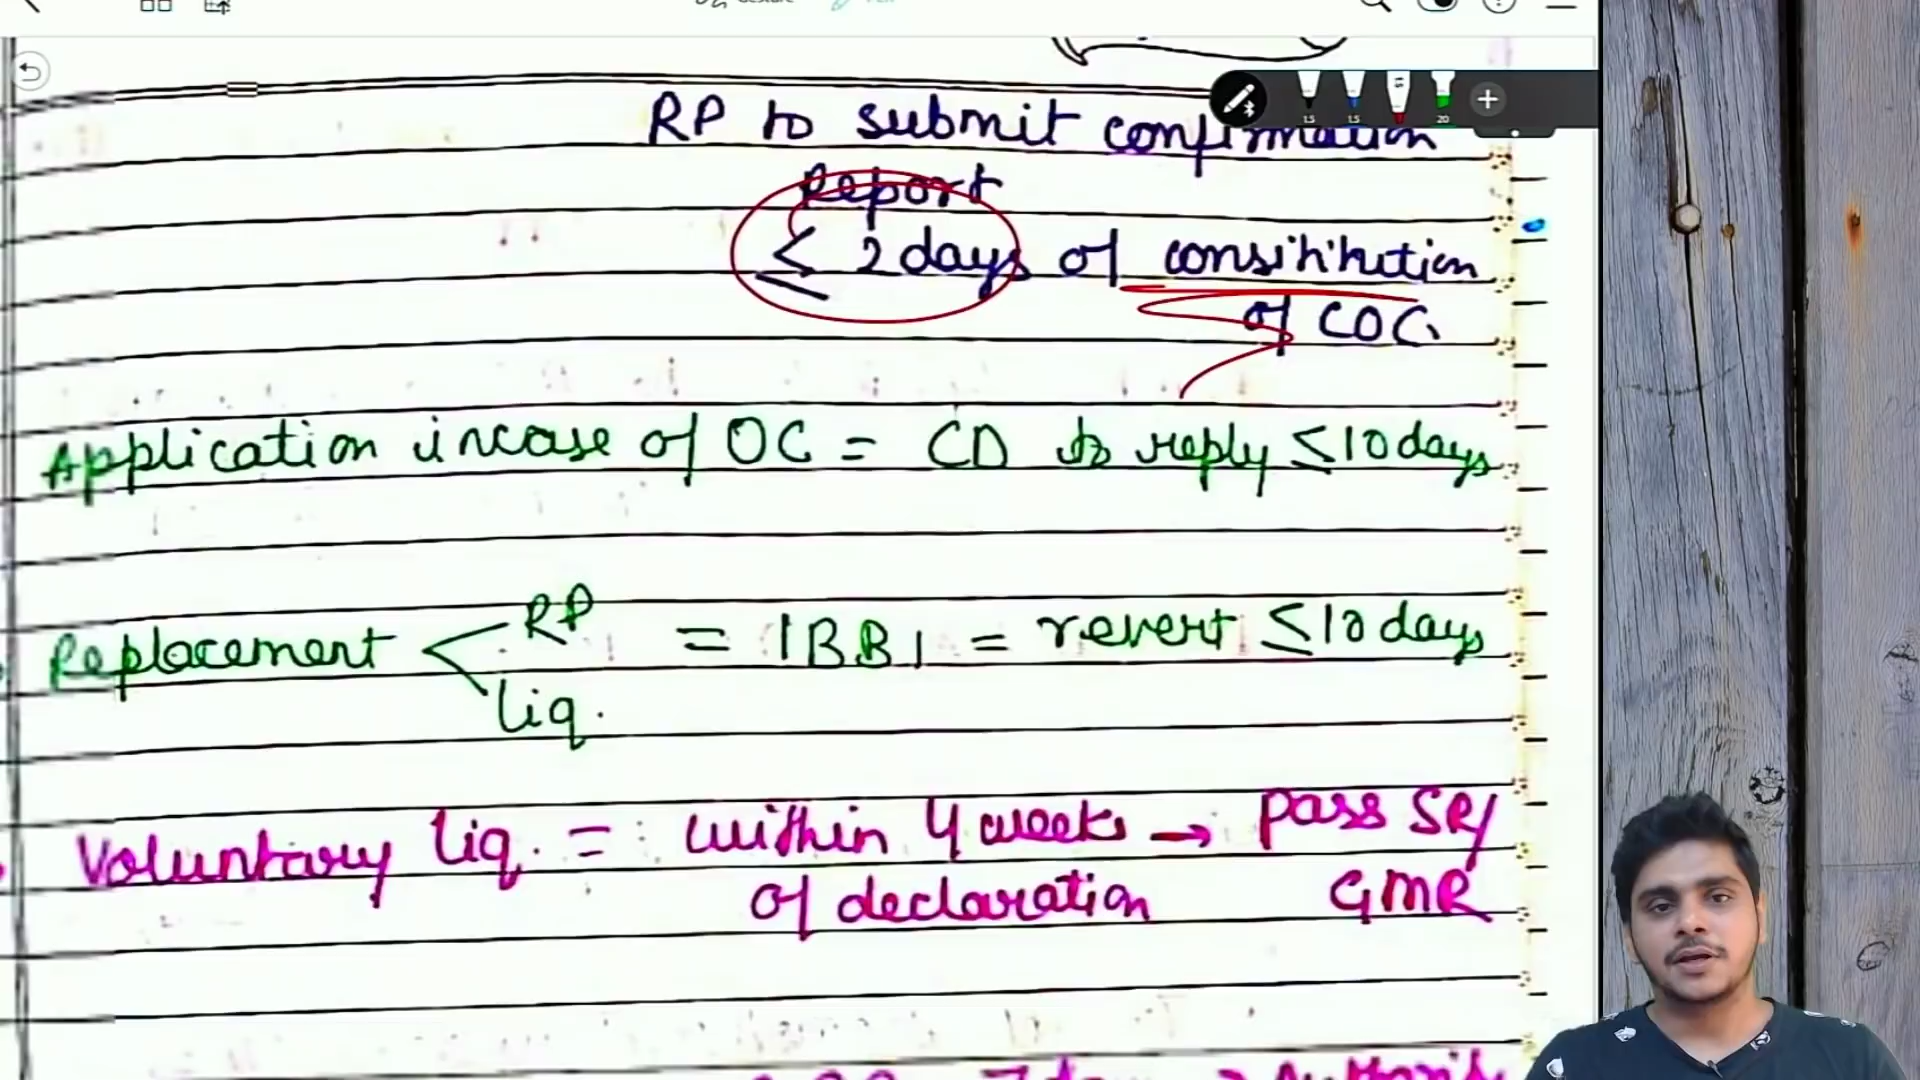 RP to submit confirmation
Report
≤ 2 days of consitihution
of COC.
Application incase of OC = CD to reply ≤ 10 days
Replacement < RP = IBBI = revert ≤ 10 days
Liq.
Voluntary Liq. = within 4 weeks → pass SR/
of declaration GMR